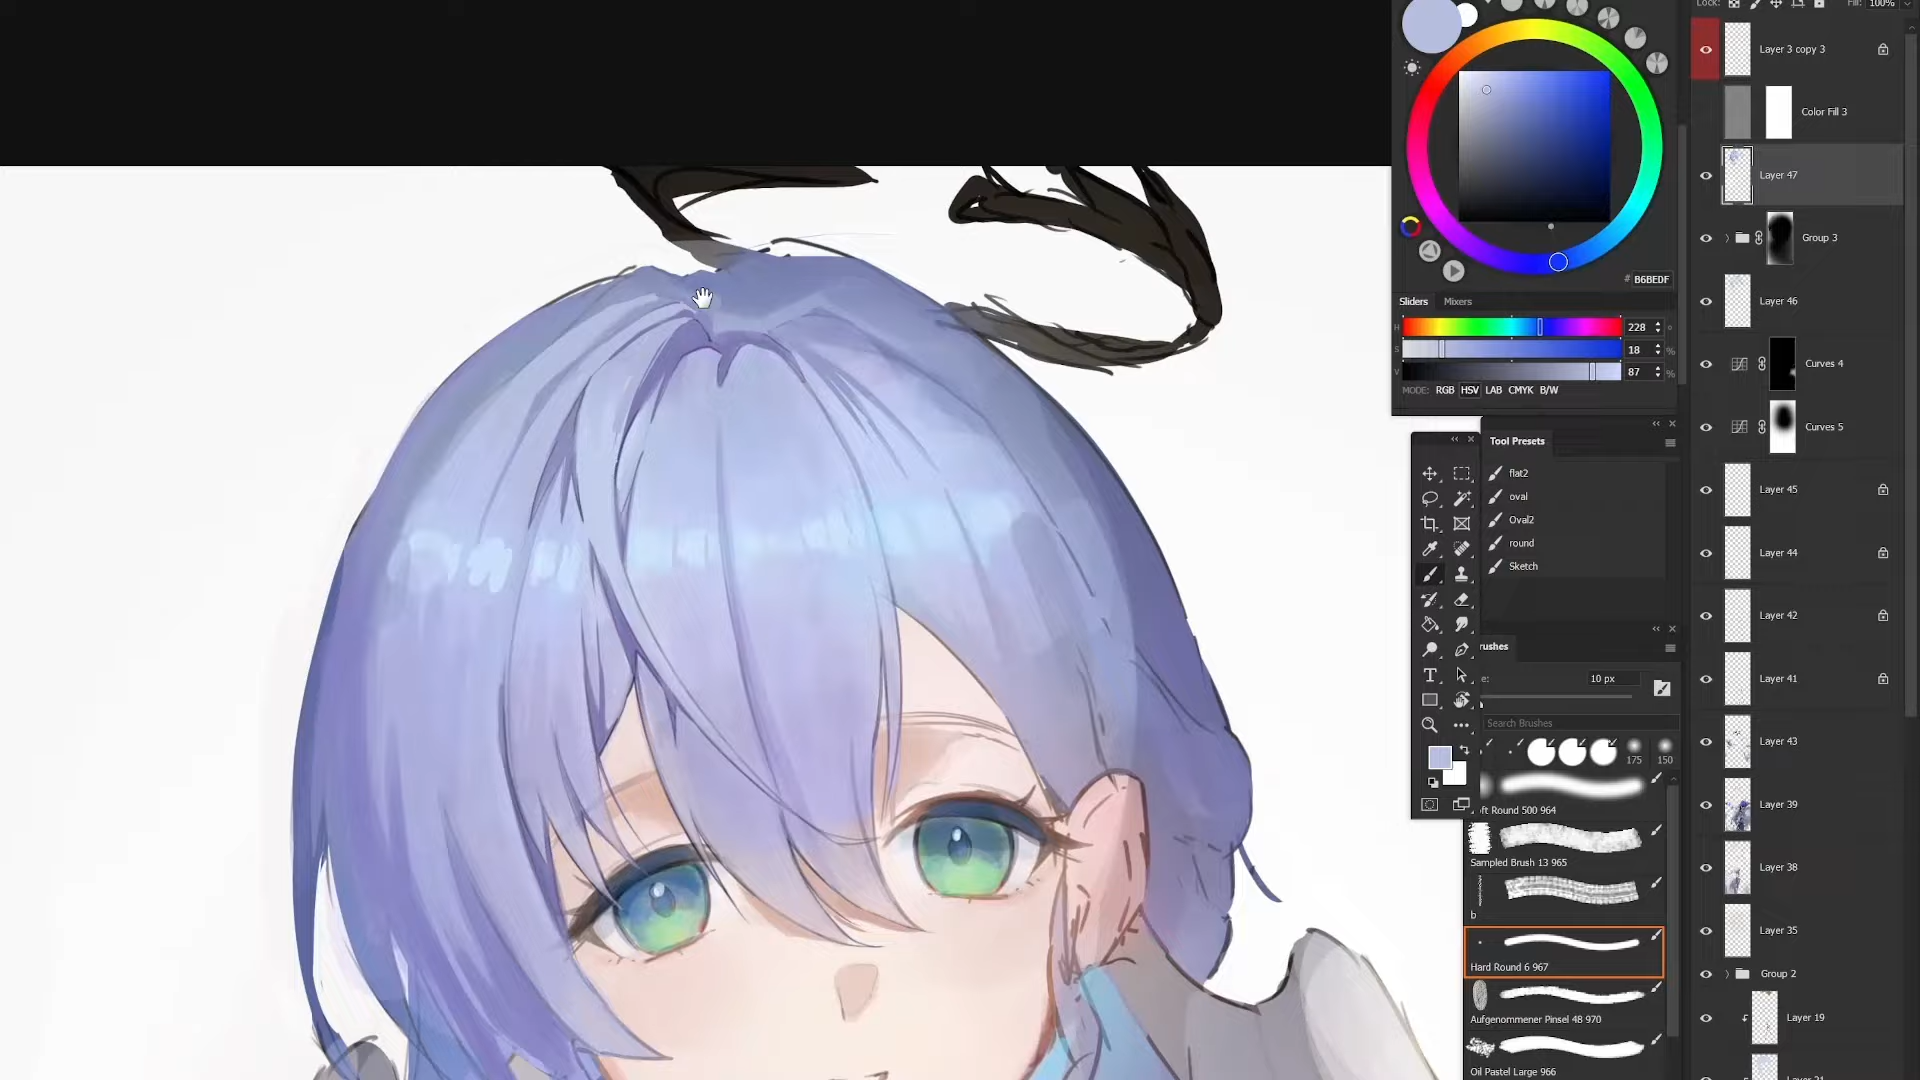 Lock:
Fill: 100%
Layer 3 copy 3
Color Fill 3
Layer 47
Group 3
# B6BEDF
Layer 46
Sliders Mixers
H 228 °
S 18 %
V 87 %
MODE: RGB HSV LAB CMYK B/W
Curves 4
Curves 5
Tool Presets
flat2
oval
Oval2
round
Sketch
Layer 45
Layer 44
Layer 42
Layer 41
rushes
e: 10 px
Search Brushes
175 150
oft Round 500 964
Sampled Brush 13 965
b
Hard Round 6 967
Aufgenommener Pinsel 48 970
Oil Pastel Large 966
Layer 43
Layer 39
Layer 38
Layer 35
Group 2
Layer 19